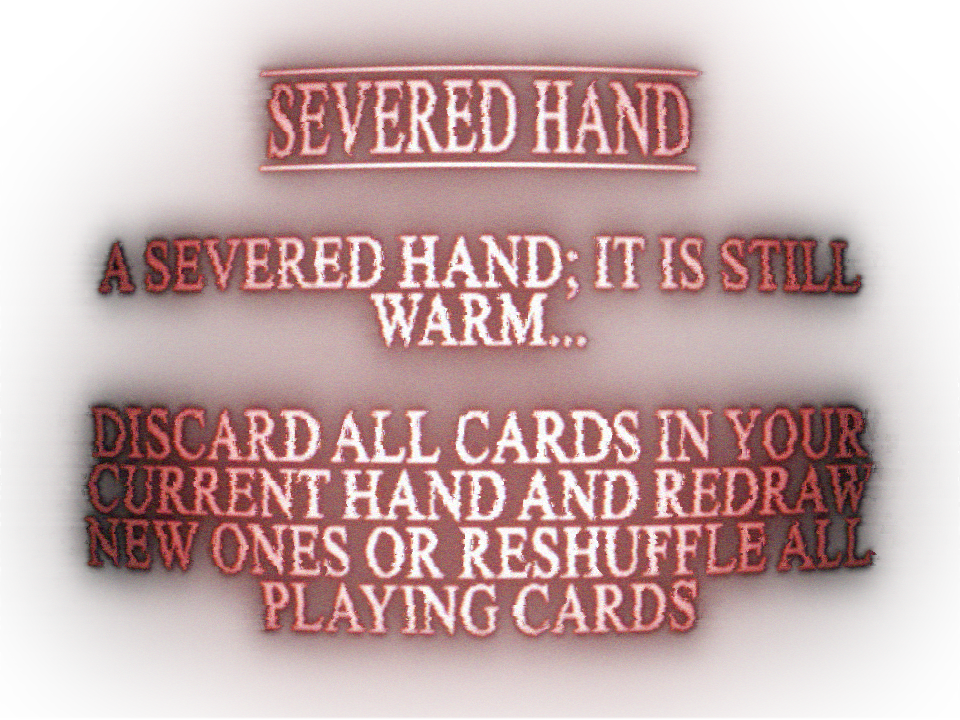 SEVERED HAND
A SEVERED HAND; IT IS STILL
WARM...
DISCARD ALL CARDS IN YOUR
CURRENT HAND AND REDRAW
NEW ONES OR RESHUFFLE ALL
PLAYING CARDS